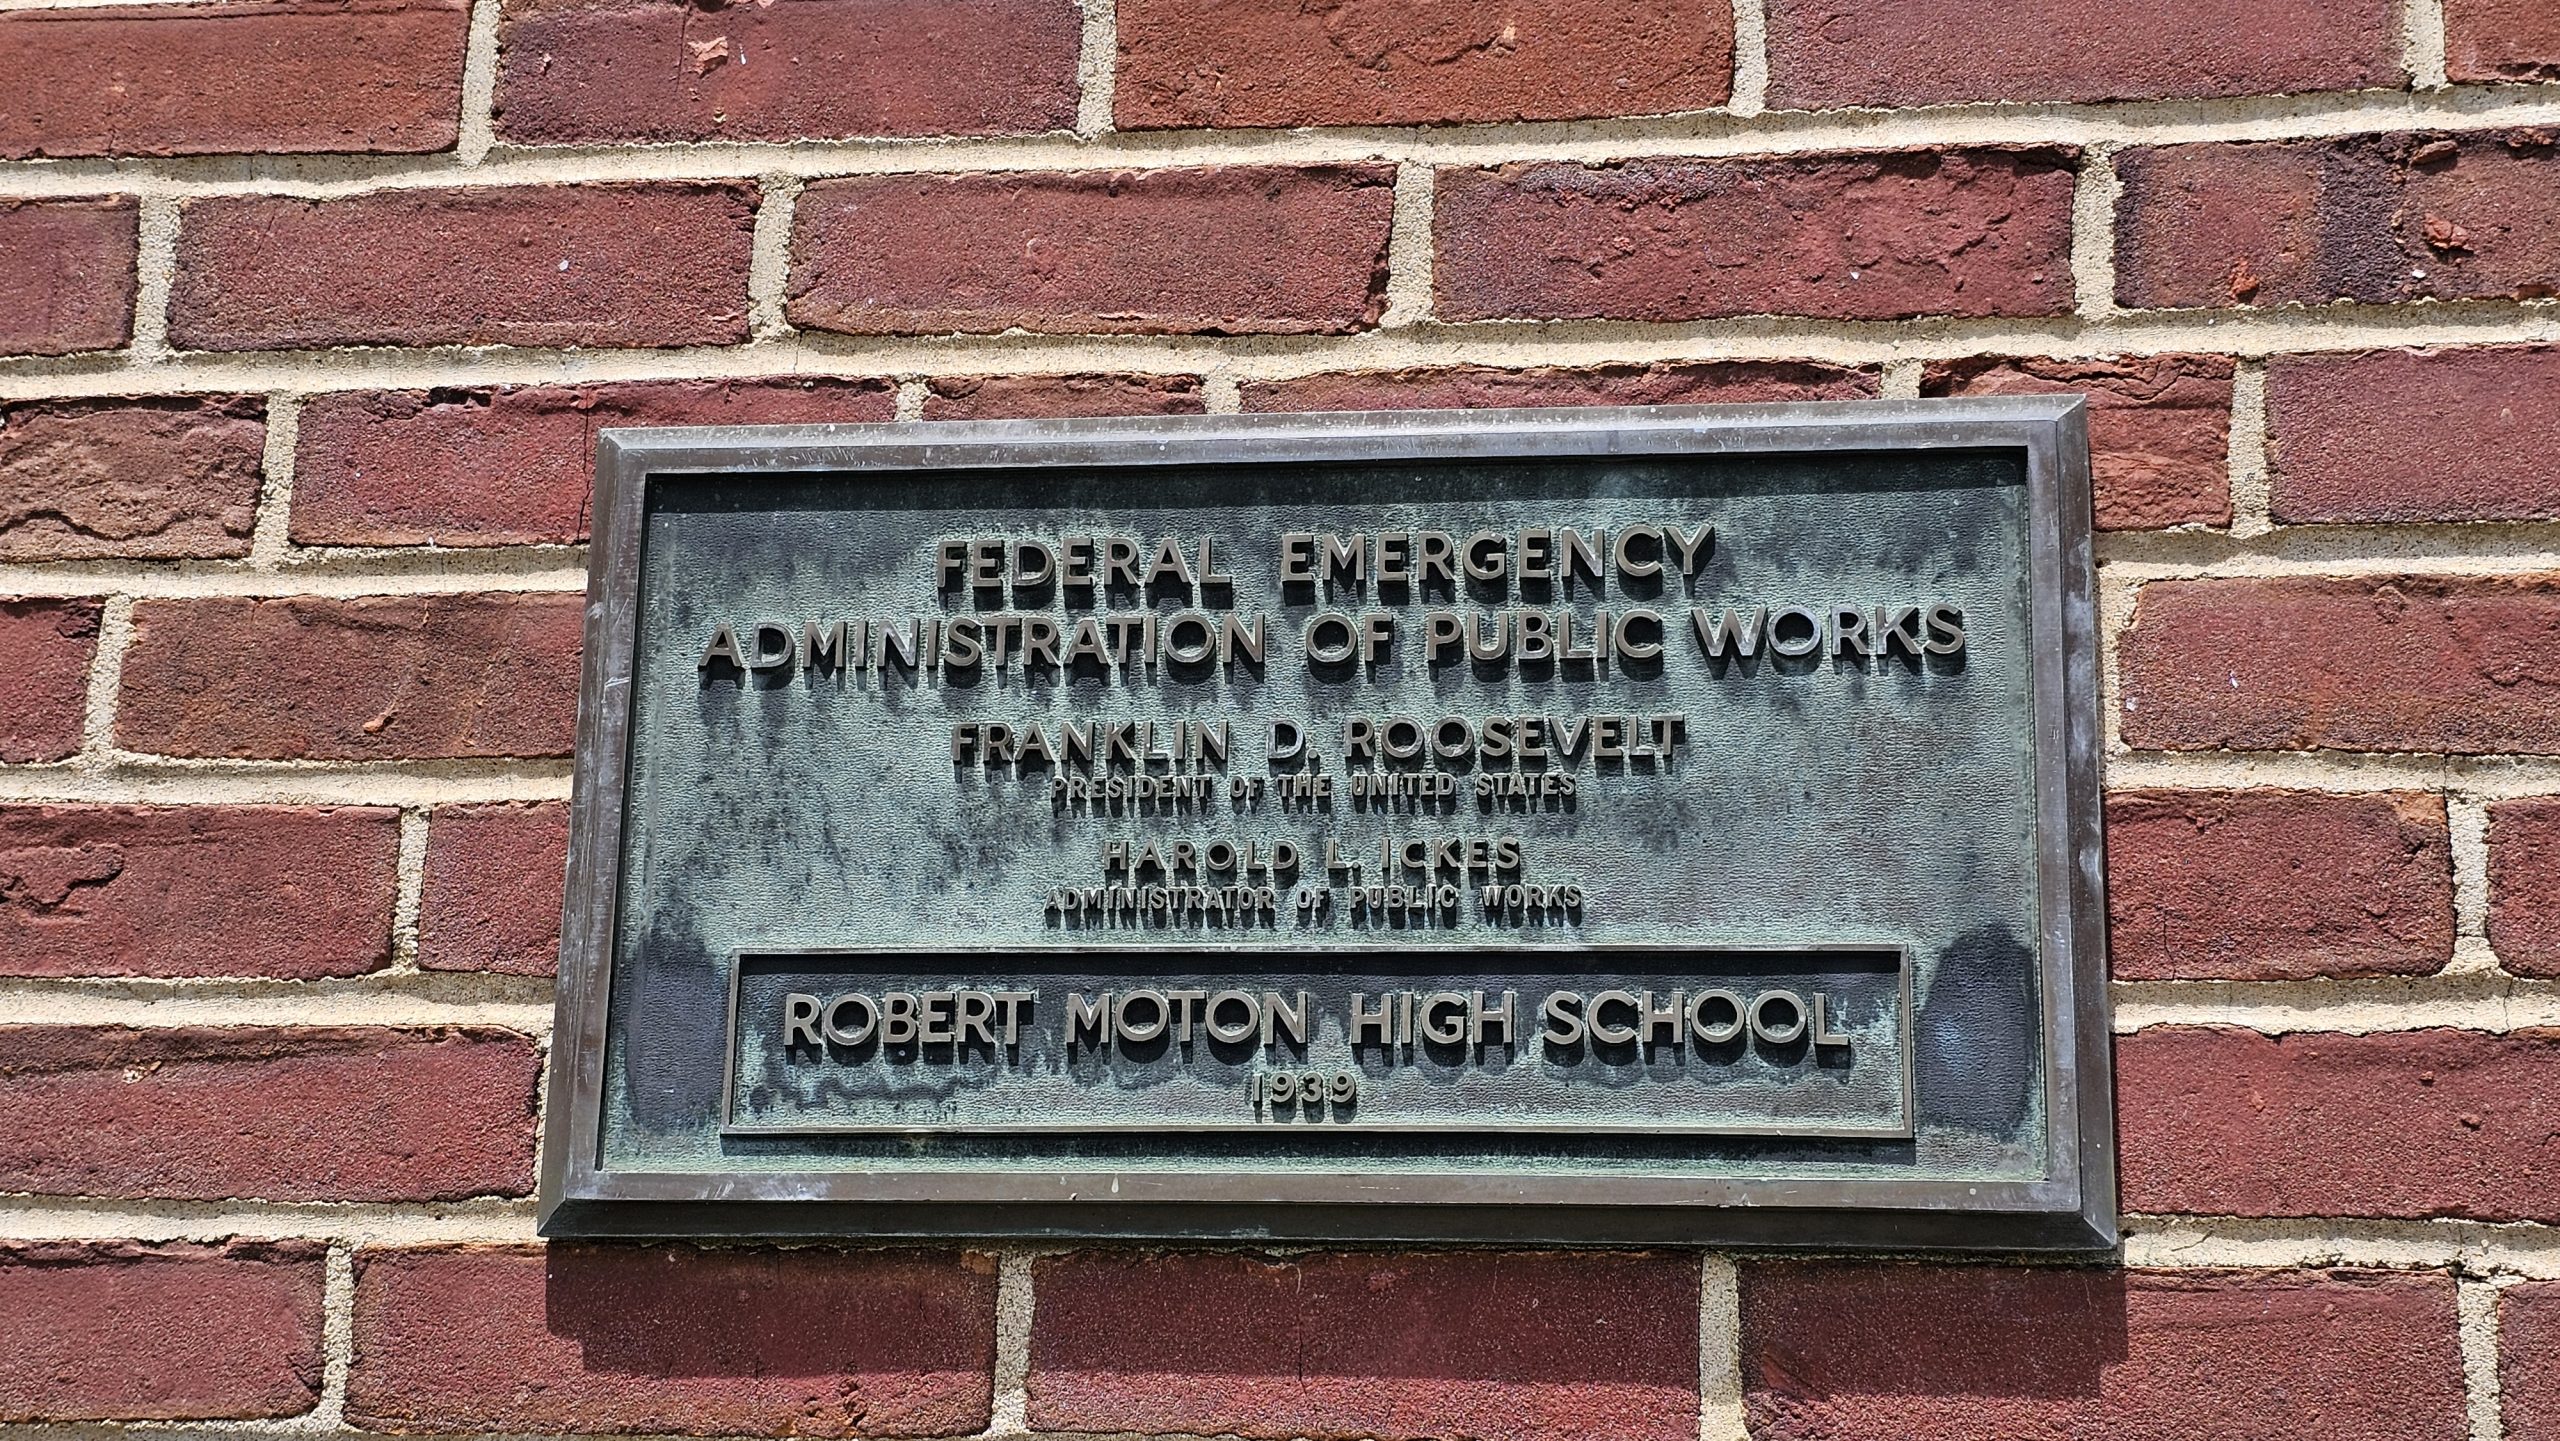 FEDERAL EMERGENCY
ADMINISTRATION OF PUBLIC WORKS
FRANKLIN D. ROOSEVELT
PRESIDENT OF THE UNITED STATES
HAROLD L. ICKES
ADMINISTRATOR OF PUBLIC WORKS
ROBERT MOTON HIGH SCHOOL
1939